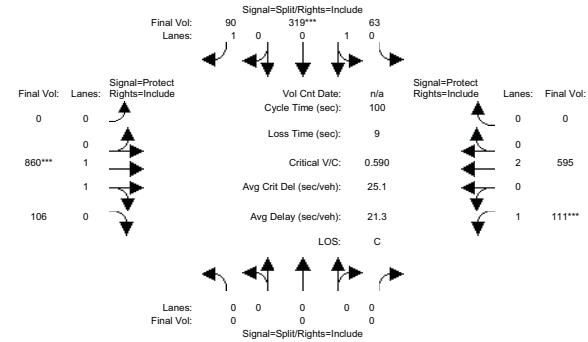 Signal=Split/Rights=Include
Final Vol: 90 319*** 63
Lanes: 1 0 0 1 0
Signal=Protect
Final Vol: Lanes: Rights=Include Vol Cnt Date: n/a Signal=Protect
Rights=Include Lanes: Final Vol:
Cycle Time (sec): 100
0 0 0 0
Loss Time (sec): 9
0 0
860*** 1 Critical V/C: 0.590 2 595
1 Avg Crit Del (sec/veh): 25.1 0
106 0 Avg Delay (sec/veh): 21.3 1 111***
LOS: C
Lanes: 0 0 0 0 0
Final Vol: 0 0 0
Signal=Split/Rights=Include